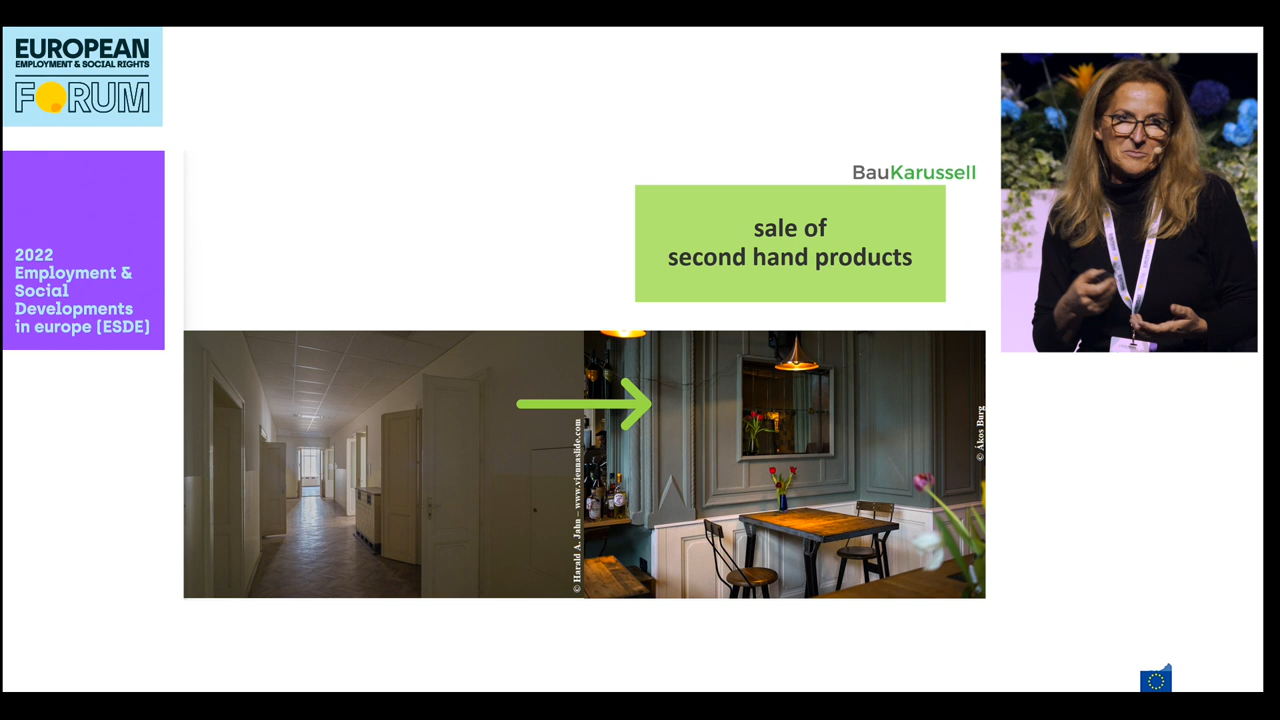 EUROPEAN
EMPLOYMENT & SOCIAL RIGHTS
FORUM
2022
Employment &
Social
Developments
in europe (ESDE)
BauKarussell
sale of
second hand products
© Harald A. Jahn – www.viennaslide.com
© Ákos Burg